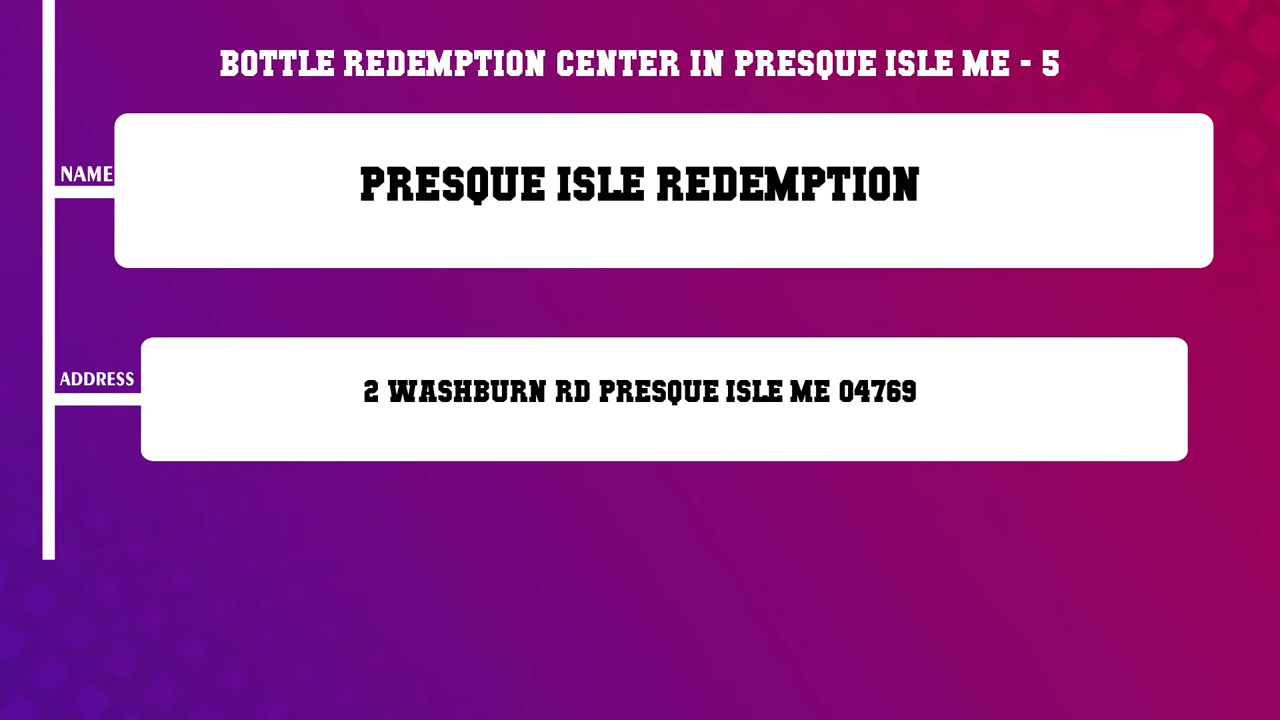 BOTTLE REDEMPTION CENTER IN PRESQUE ISLE ME - 5
NAME
PRESQUE ISLE REDEMPTION
ADDRESS
2 WASHBURN RD PRESQUE ISLE ME 04769